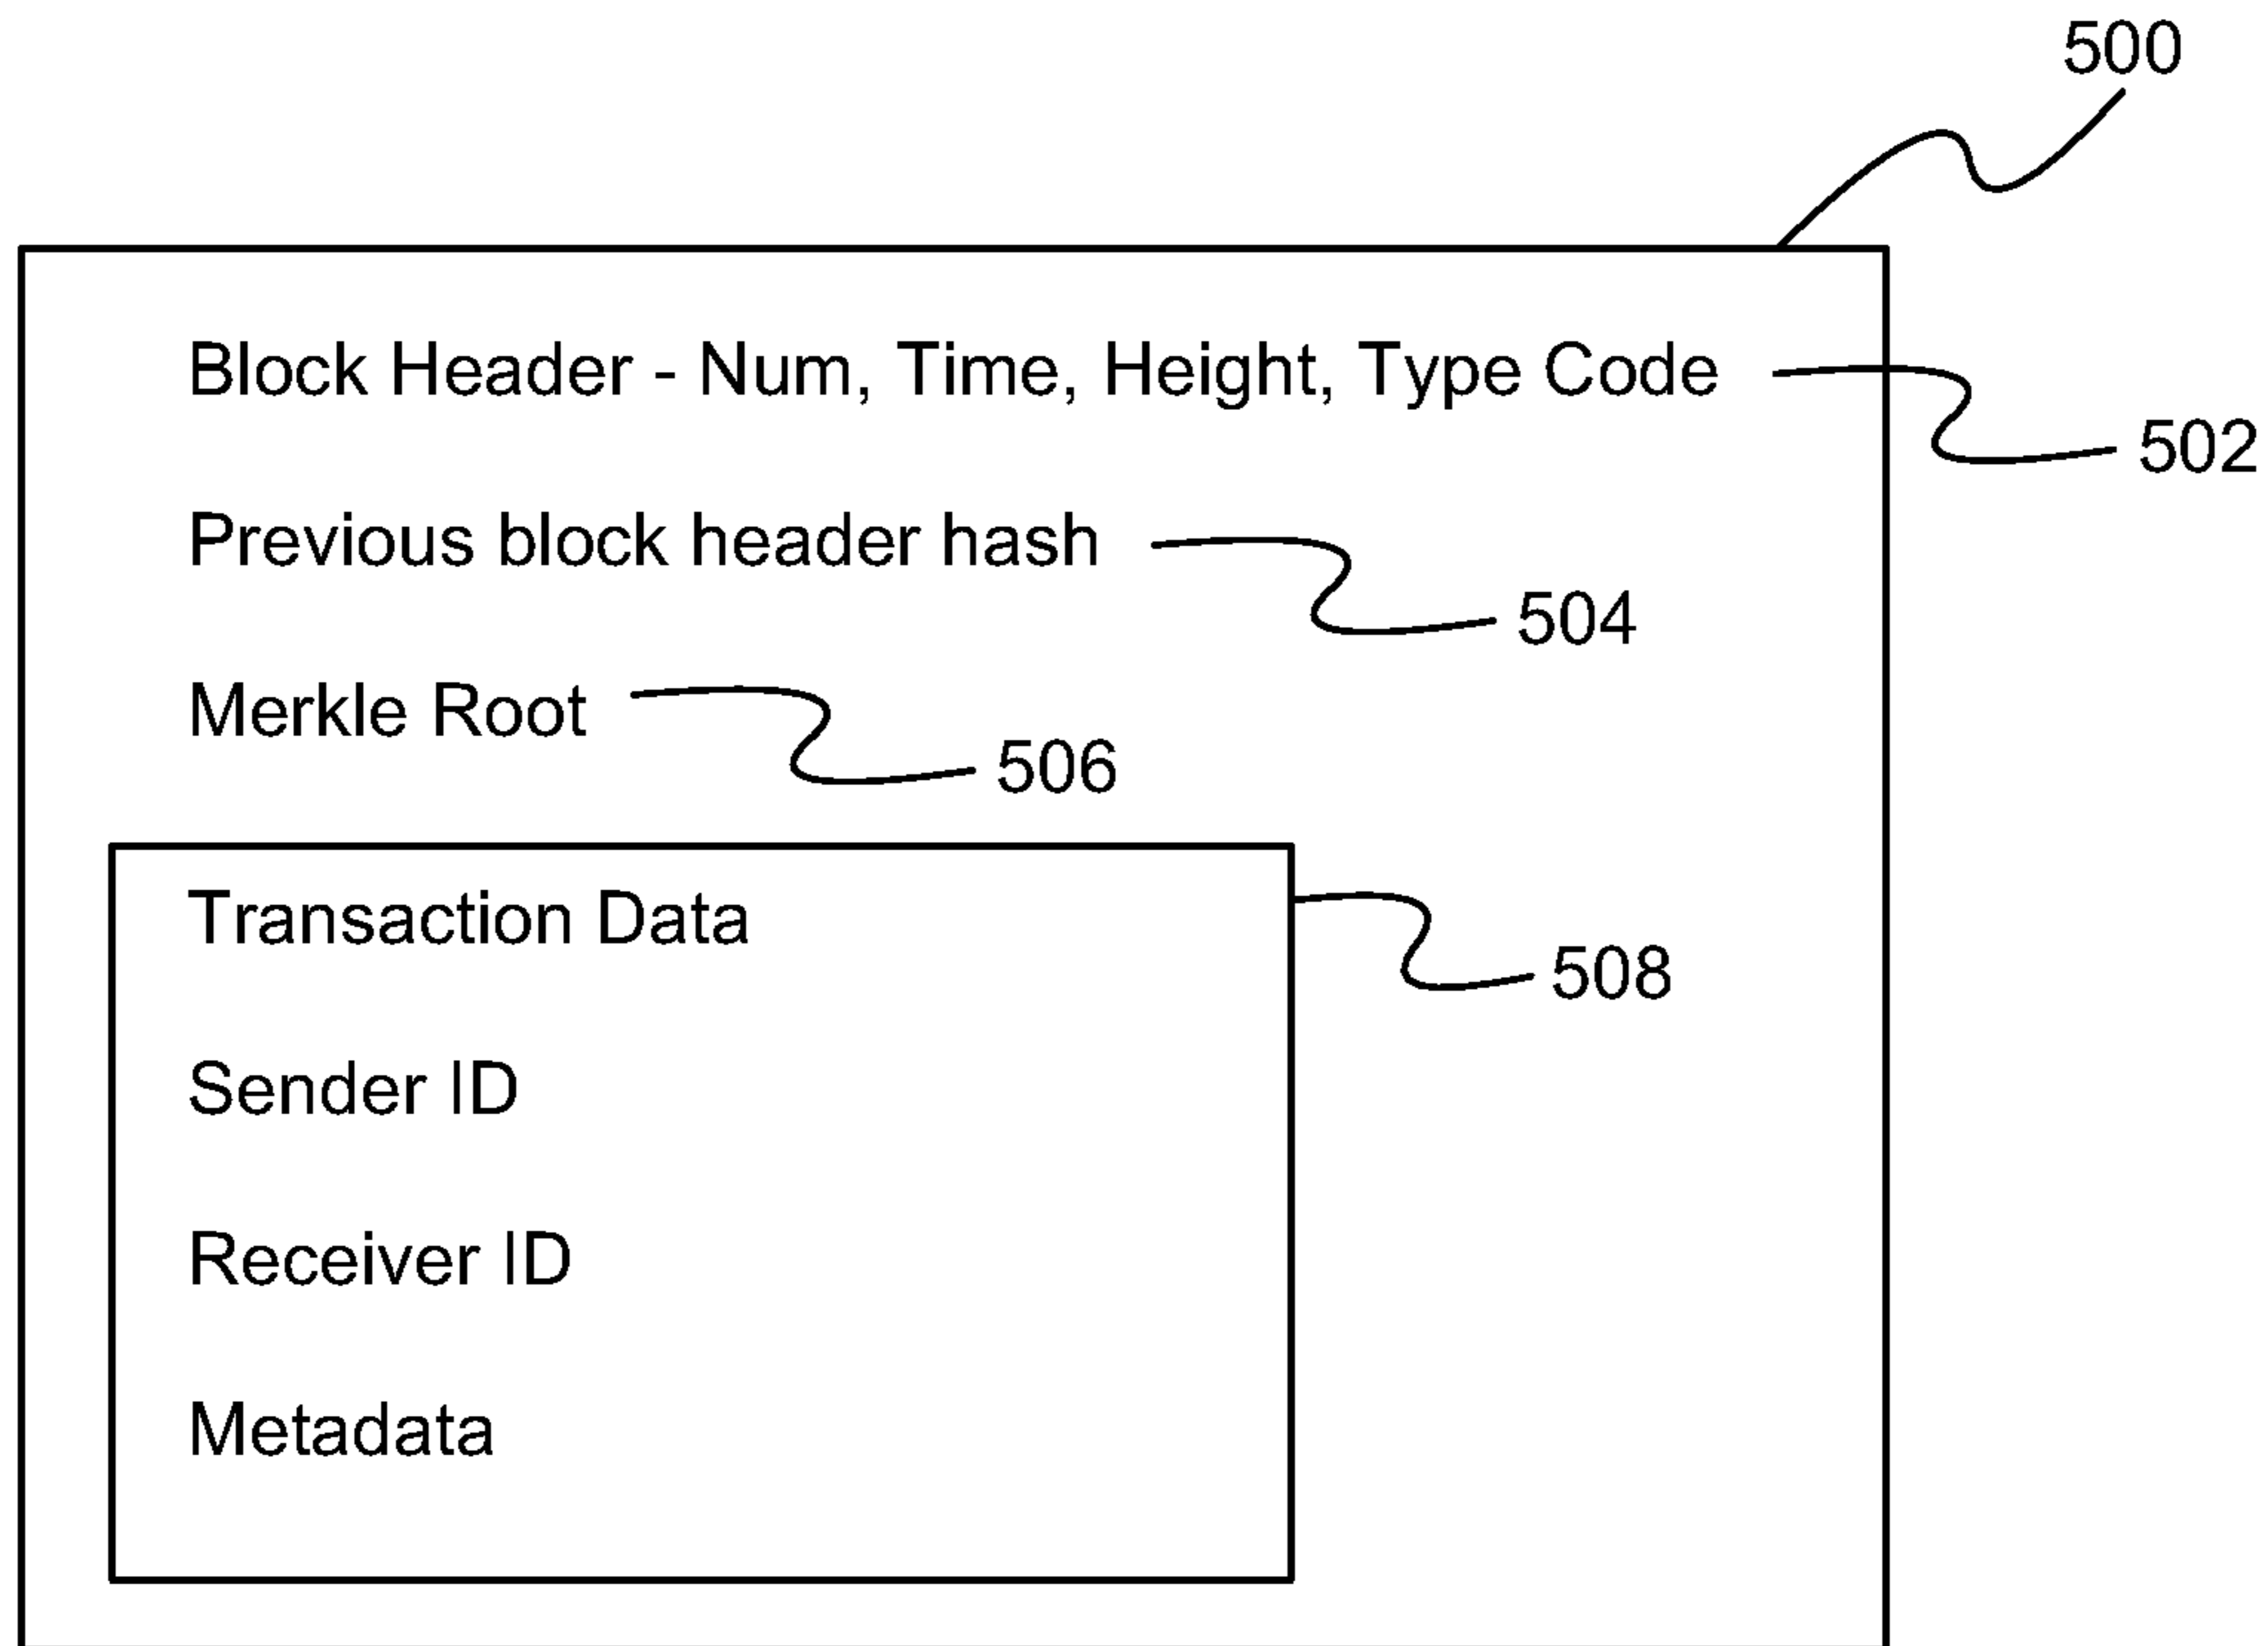 500
Block Header - Num, Time, Height, Type Code
502
Previous block header hash
504
Merkle Root
506
Transaction Data
508
Sender ID
Receiver ID
Metadata